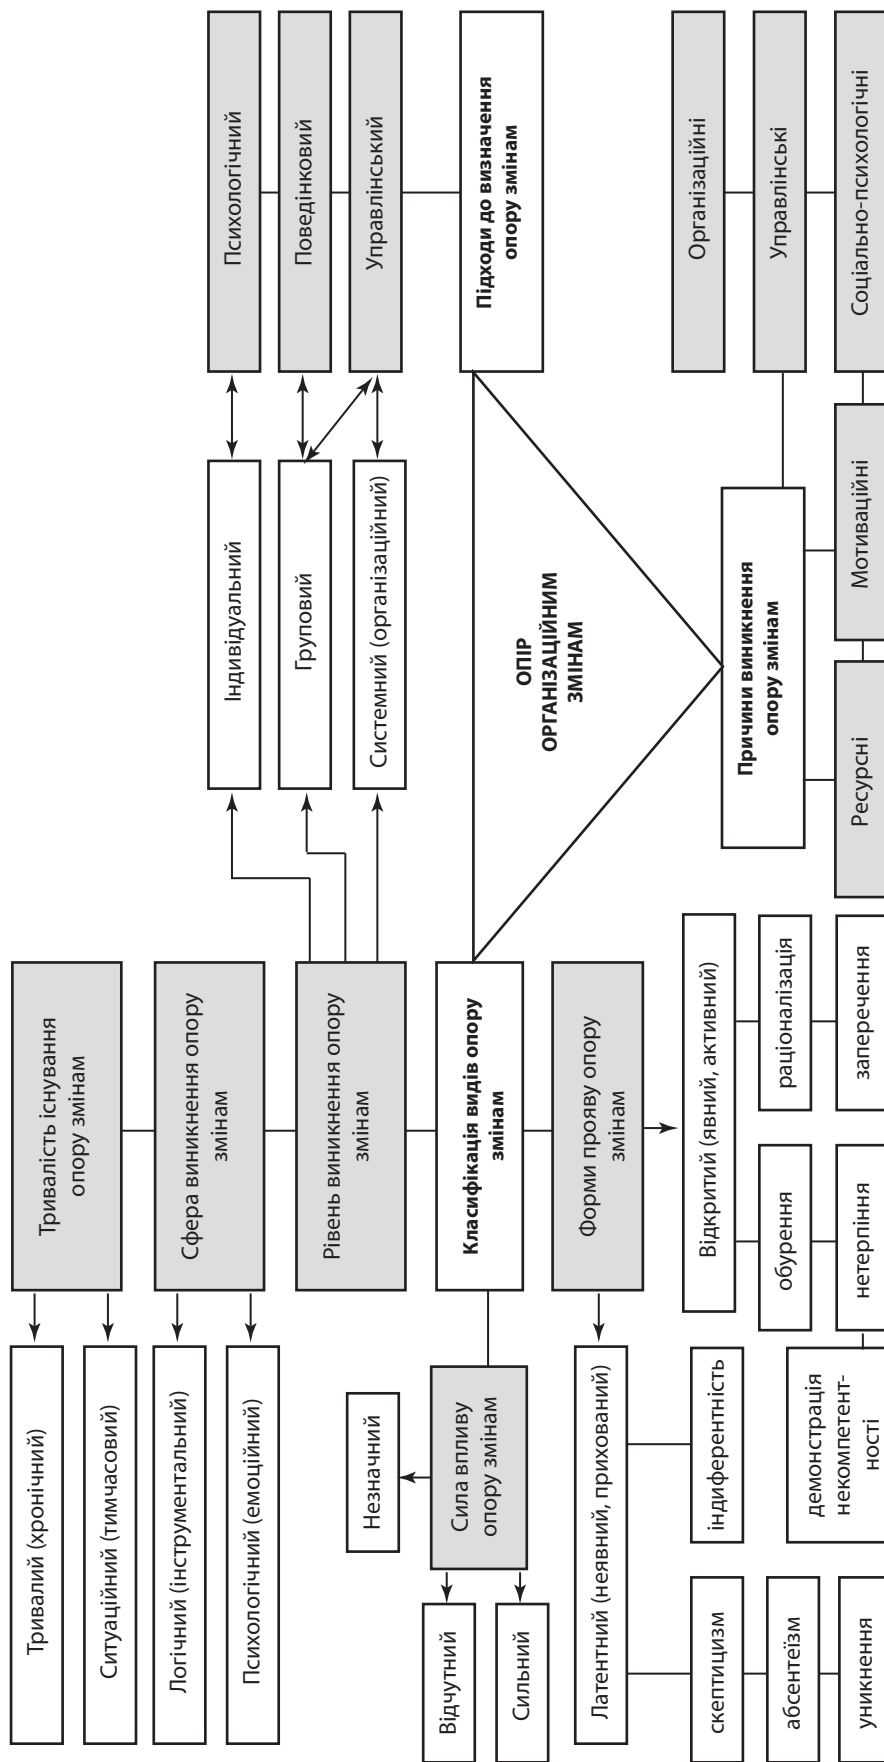 Тривалий (хронічний)
Ситуаційний (тимчасовий)
Логічний (інструментальний)
Психологічний (емоційний)
Тривалість існування
опору змінам
Сфера виникнення опору
змінам
Рівень виникнення опору
змінам
Індивідуальний
Груповий
Системний (організаційний)
Психологічний
Поведінковий
Управлінський
Незначний
Відчутний
Сильний
Сила впливу
опору змінам
Класифікація видів опору
змінам
ОПІР
ОРГАНІЗАЦІЙНИМ
ЗМІНАМ
Підходи до визначення
опору змінам
Форми прояву опору
змінам
Латентний (неявний, прихований)
скептицизм
абсентеїзм
уникнення
індиферентність
демонстрація
некомпетент-
ності
Відкритий (явний, активний)
обурення
нетерпіння
раціоналізація
заперечення
Причини виникнення
опору змінам
Ресурсні
Мотиваційні
Організаційні
Управлінські
Соціально-психологічні